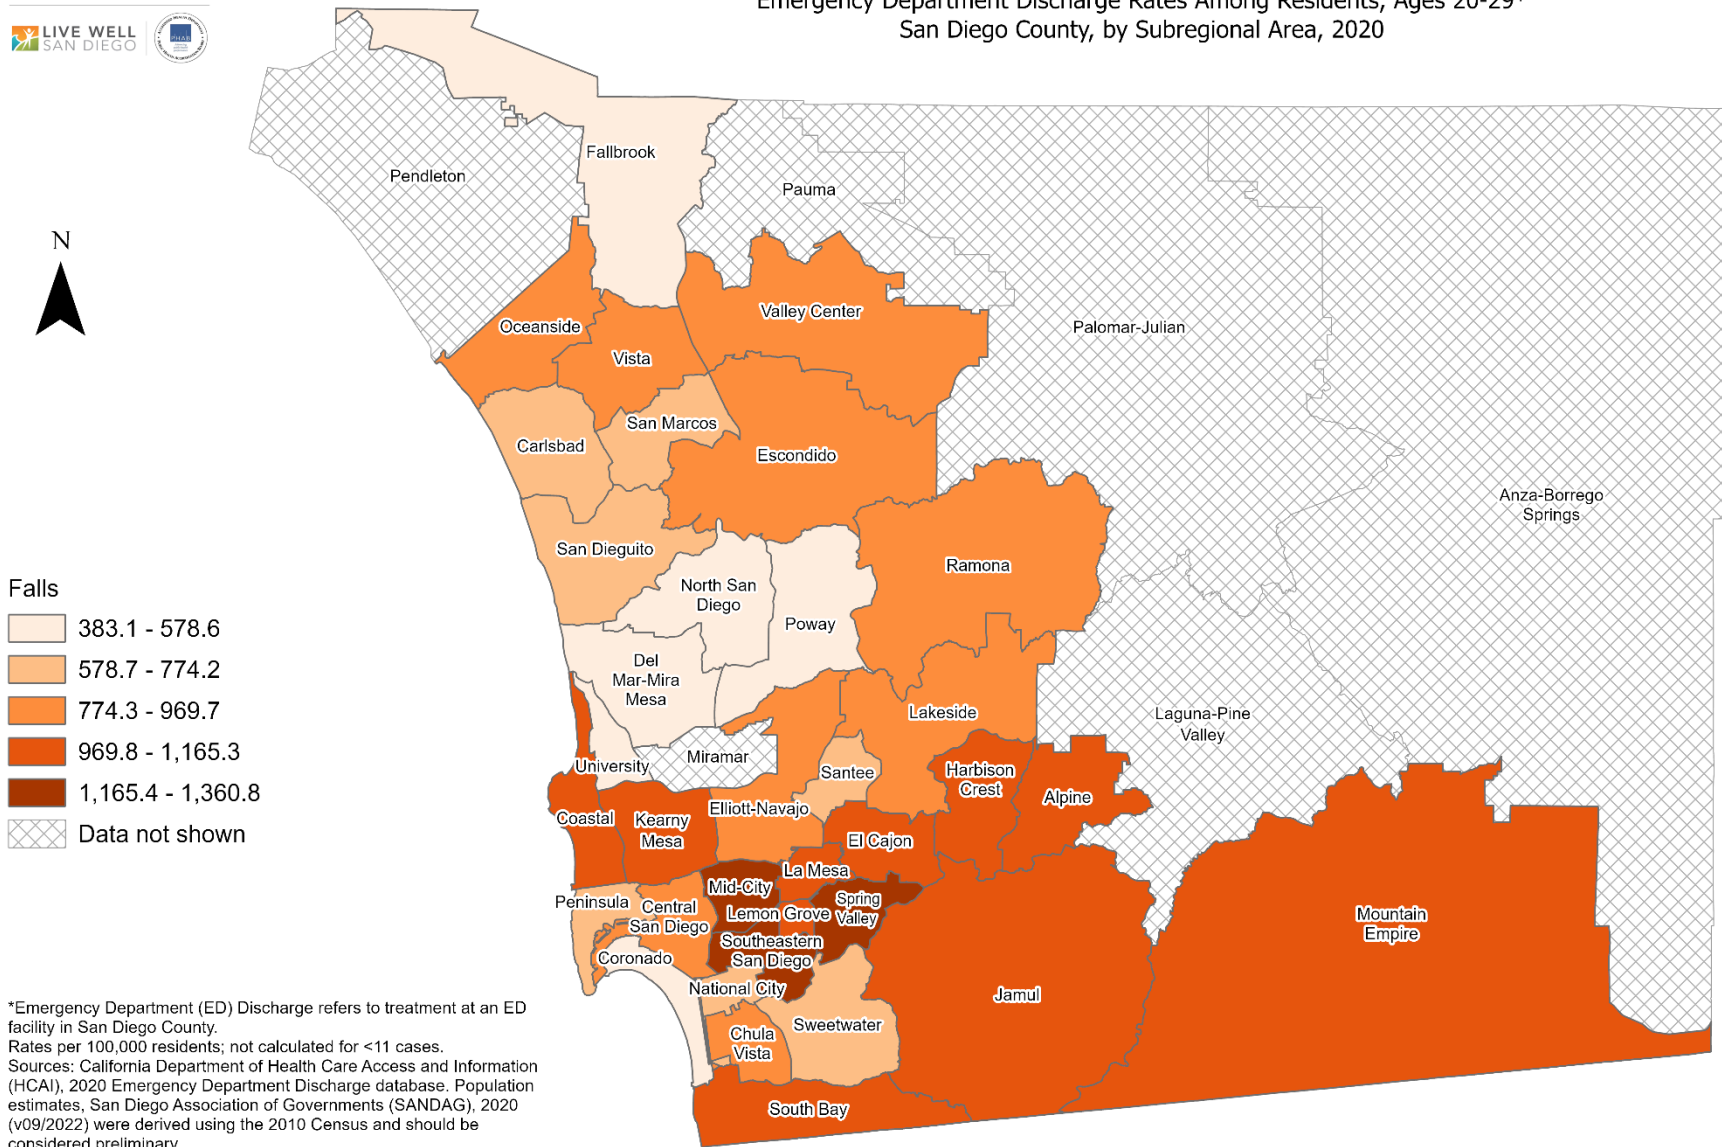 Emergency Department Discharge Rates Among Residents, Ages 20-29*
San Diego County, by Subregional Area, 2020
LIVE WELL
SAN DIEGO
PHAB
N
Fallbrook
Pendleton
Pauma
Valley Center
Oceanside
Palomar-Julian
Vista
San Marcos
Carlsbad
Escondido
Anza-Borrego
Springs
San Dieguito
Ramona
North San
Diego
Poway
Del
Mar-Mira
Mesa
Lakeside
Laguna-Pine
Valley
Miramar
University
Santee
Harbison
Crest
Alpine
Elliott-Navajo
Coastal
Kearny
Mesa
El Cajon
La Mesa
Mid-City
Spring
Valley
Peninsula
Central
San Diego
Lemon Grove
Mountain
Empire
Southeastern
San Diego
Coronado
National City
Jamul
Sweetwater
Chula
Vista
South Bay
Falls
383.1 - 578.6
578.7 - 774.2
774.3 - 969.7
969.8 - 1,165.3
1,165.4 - 1,360.8
Data not shown
*Emergency Department (ED) Discharge refers to treatment at an ED
facility in San Diego County.
Rates per 100,000 residents; not calculated for <11 cases.
Sources: California Department of Health Care Access and Information
(HCAI), 2020 Emergency Department Discharge database. Population
estimates, San Diego Association of Governments (SANDAG), 2020
(v09/2022) were derived using the 2010 Census and should be
considered preliminary